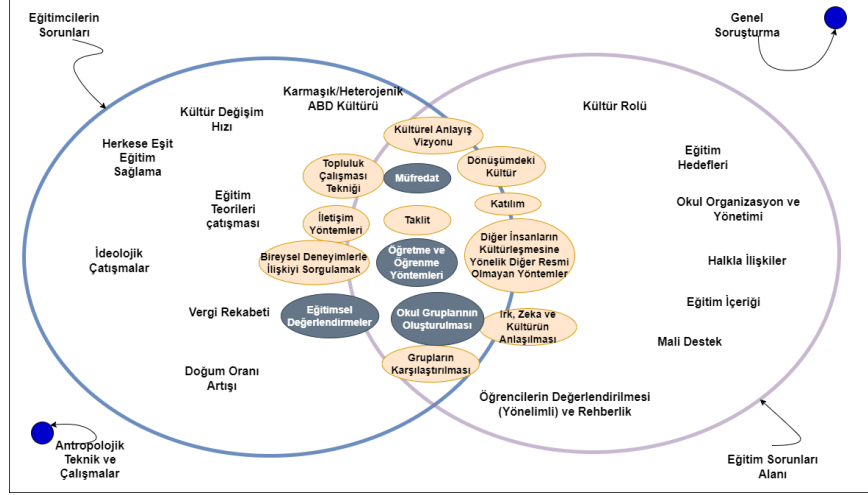 Eğitimcilerin
Sorunları
Genel
Soruşturma
Karmaşık/Heterojenik
ABD Kültürü
Kültür Değişim
Hızı
Kültür Rolü
Herkese Eşit
Eğitim
Sağlama
Kültürel Anlayış
Vizyonu
Topluluk
Çalışması
Tekniği
Müfredat
Dönüşümdeki
Kültür
Eğitim
Hedefleri
Eğitim
Teorileri
çatışması
İletişim
Yöntemleri
Taklit
Katılım
Okul Organizasyon ve
Yönetimi
İdeolojik
Çatışmalar
Bireysel Deneyimlerle
İlişkiyi Sorgulamak
Öğretme ve
Öğrenme
Yöntemleri
Diğer İnsanların
Kültürleşmesine
Yönelik Diğer Resmi
Olmayan Yöntemler
Halkla İlişkiler
Vergi Rekabeti
Eğitimsel
Değerlendirmeler
Okul Gruplarının
Oluşturulması
Irk, Zeka ve
Kültürün
Anlaşılması
Eğitim İçeriği
Mali Destek
Doğum Oranı
Artışı
Grupların
Karşılaştırılması
Öğrencilerin Değerlendirilmesi
(Yönelimli) ve Rehberlik
Antropolojik
Teknik ve
Çalışmalar
Eğitim Sorunları
Alanı